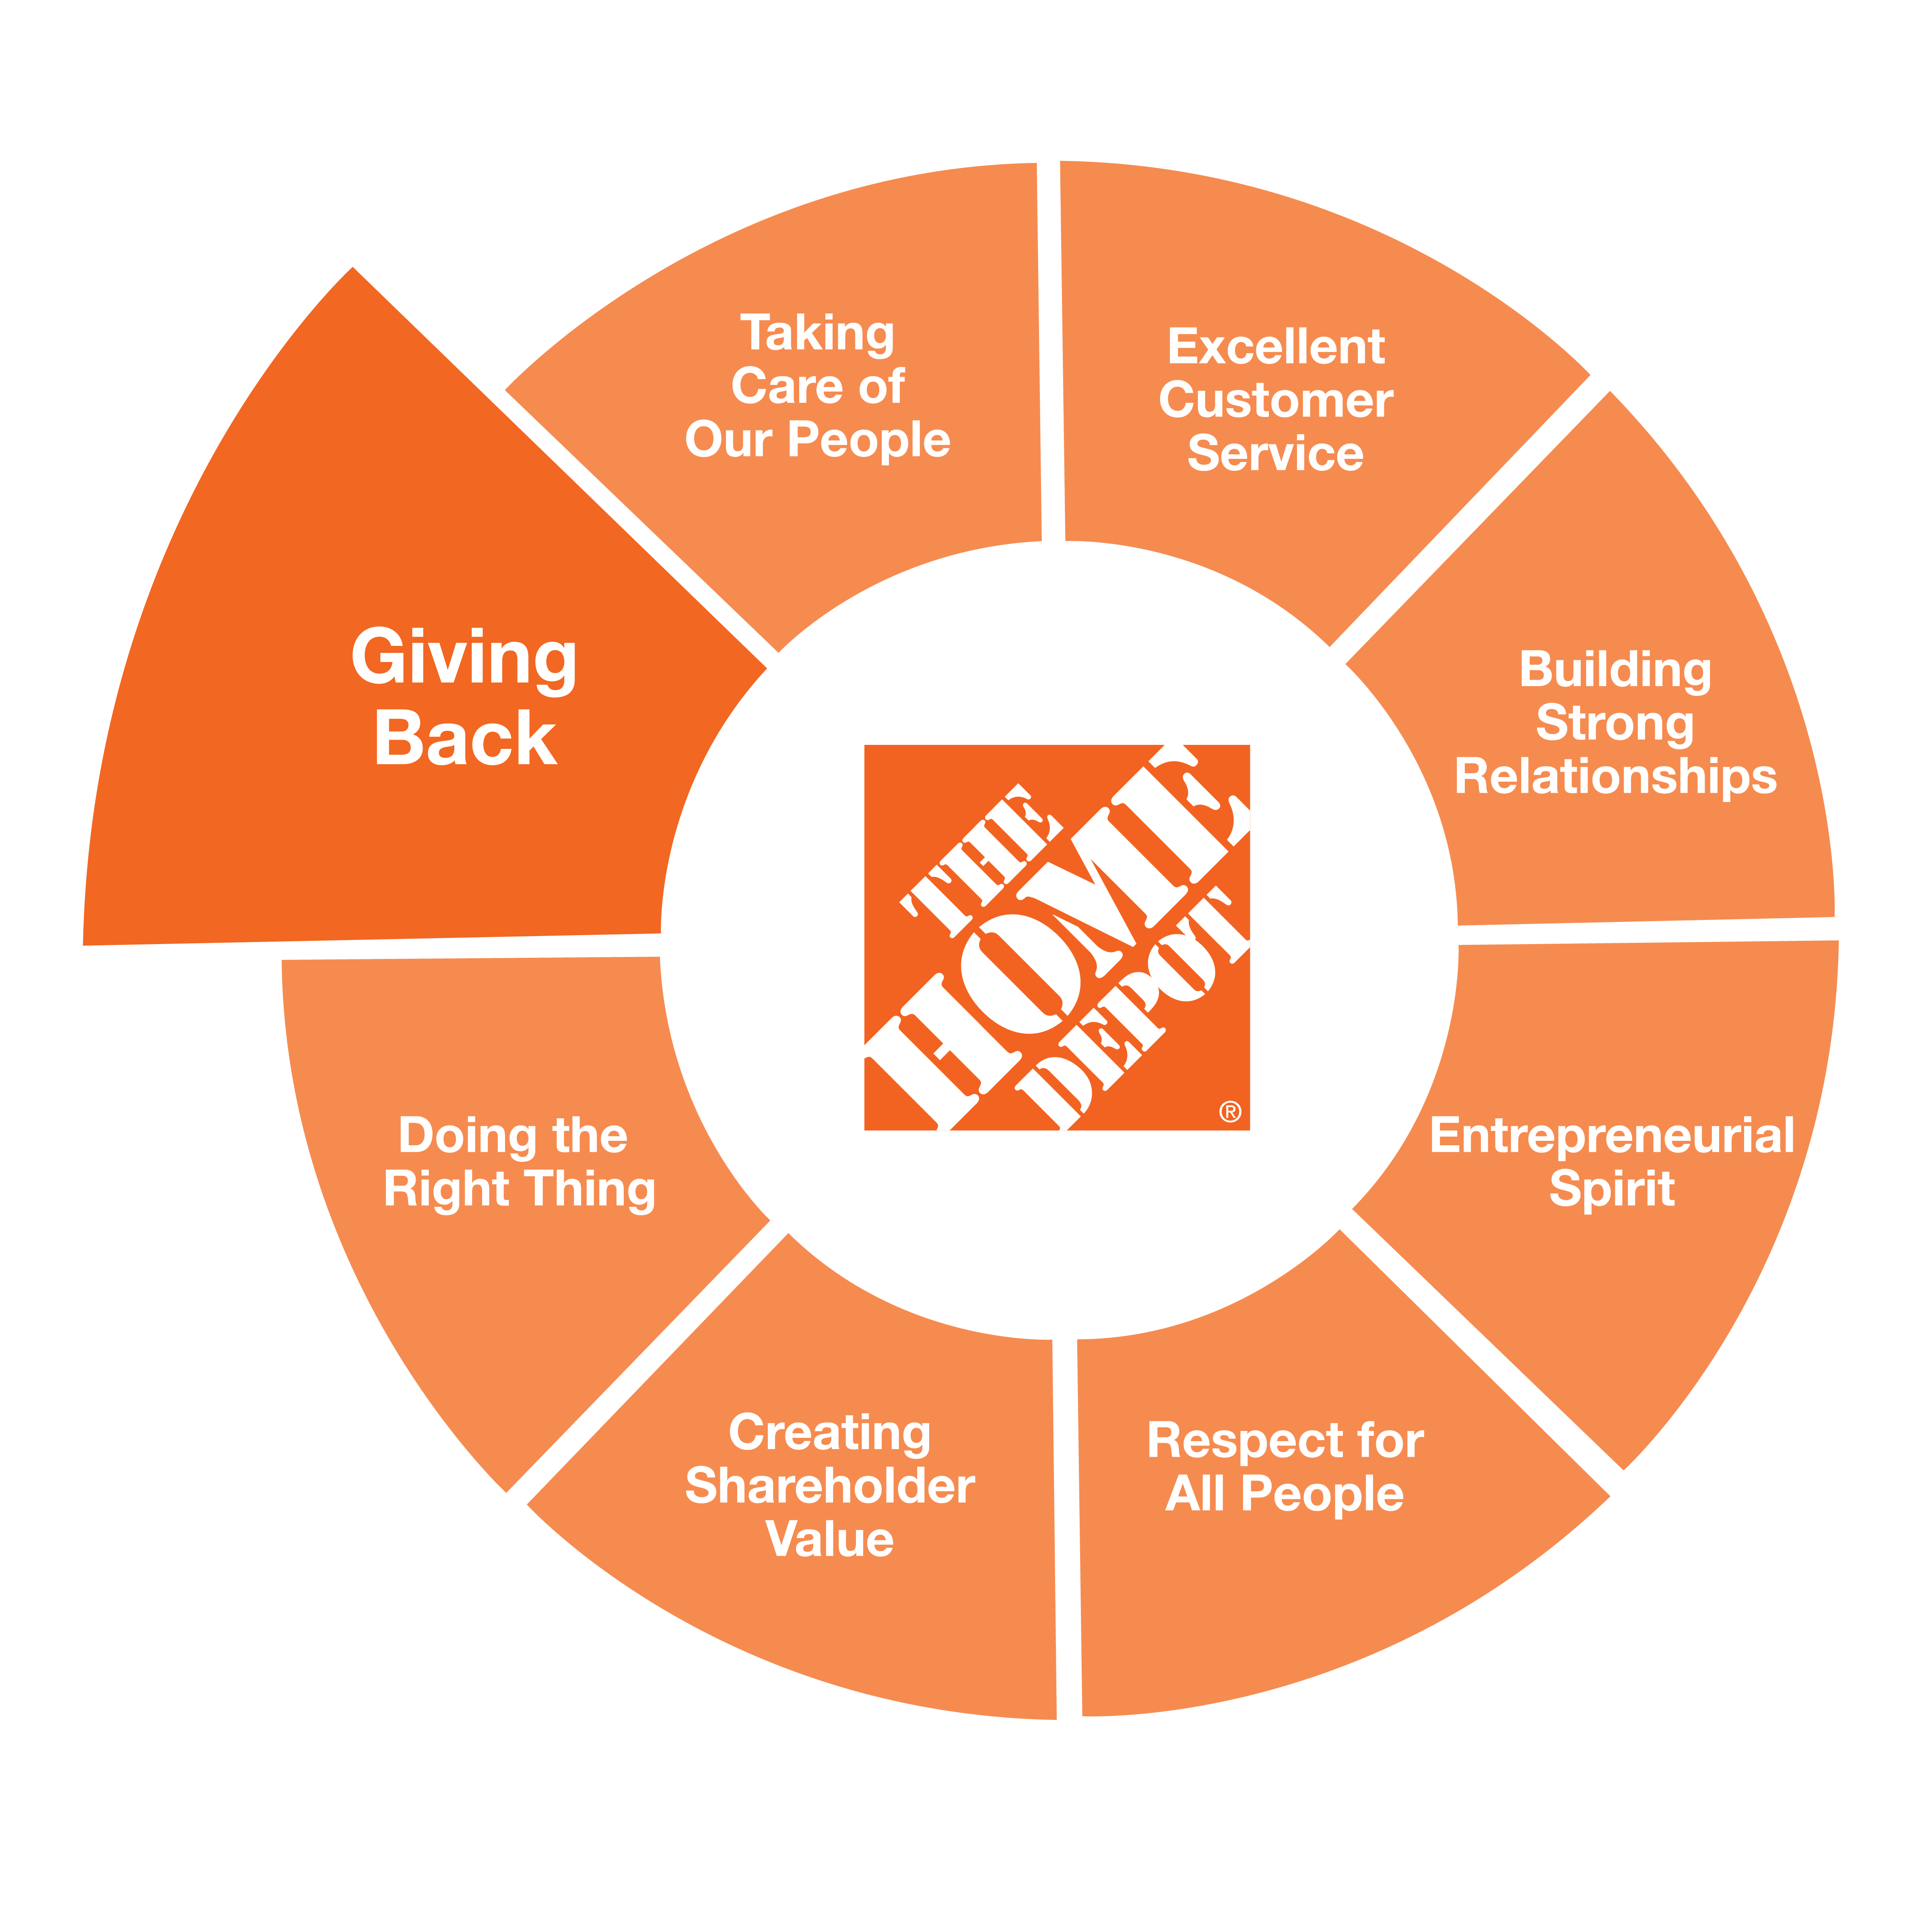 Taking
Care of
Our People
Excellent
Customer
Service
Building
Strong
Relationships
Entrepreneurial
Spirit
Respect for
All People
Creating
Shareholder
Value
Doing the
Right Thing
Giving
Back
THE
HOME
DEPOT
®